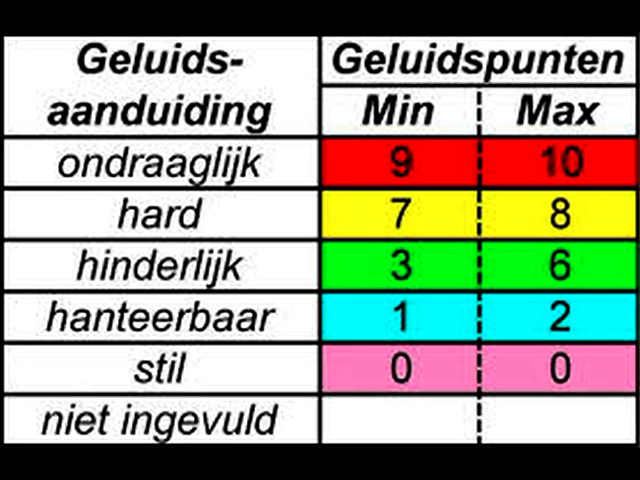 Geluids-
aanduiding
Geluidspunten
Min Max
ondraaglijk 9 10
hard 7 8
hinderlijk 3 6
hanteerbaar 1 2
stil 0 0
niet ingevuld